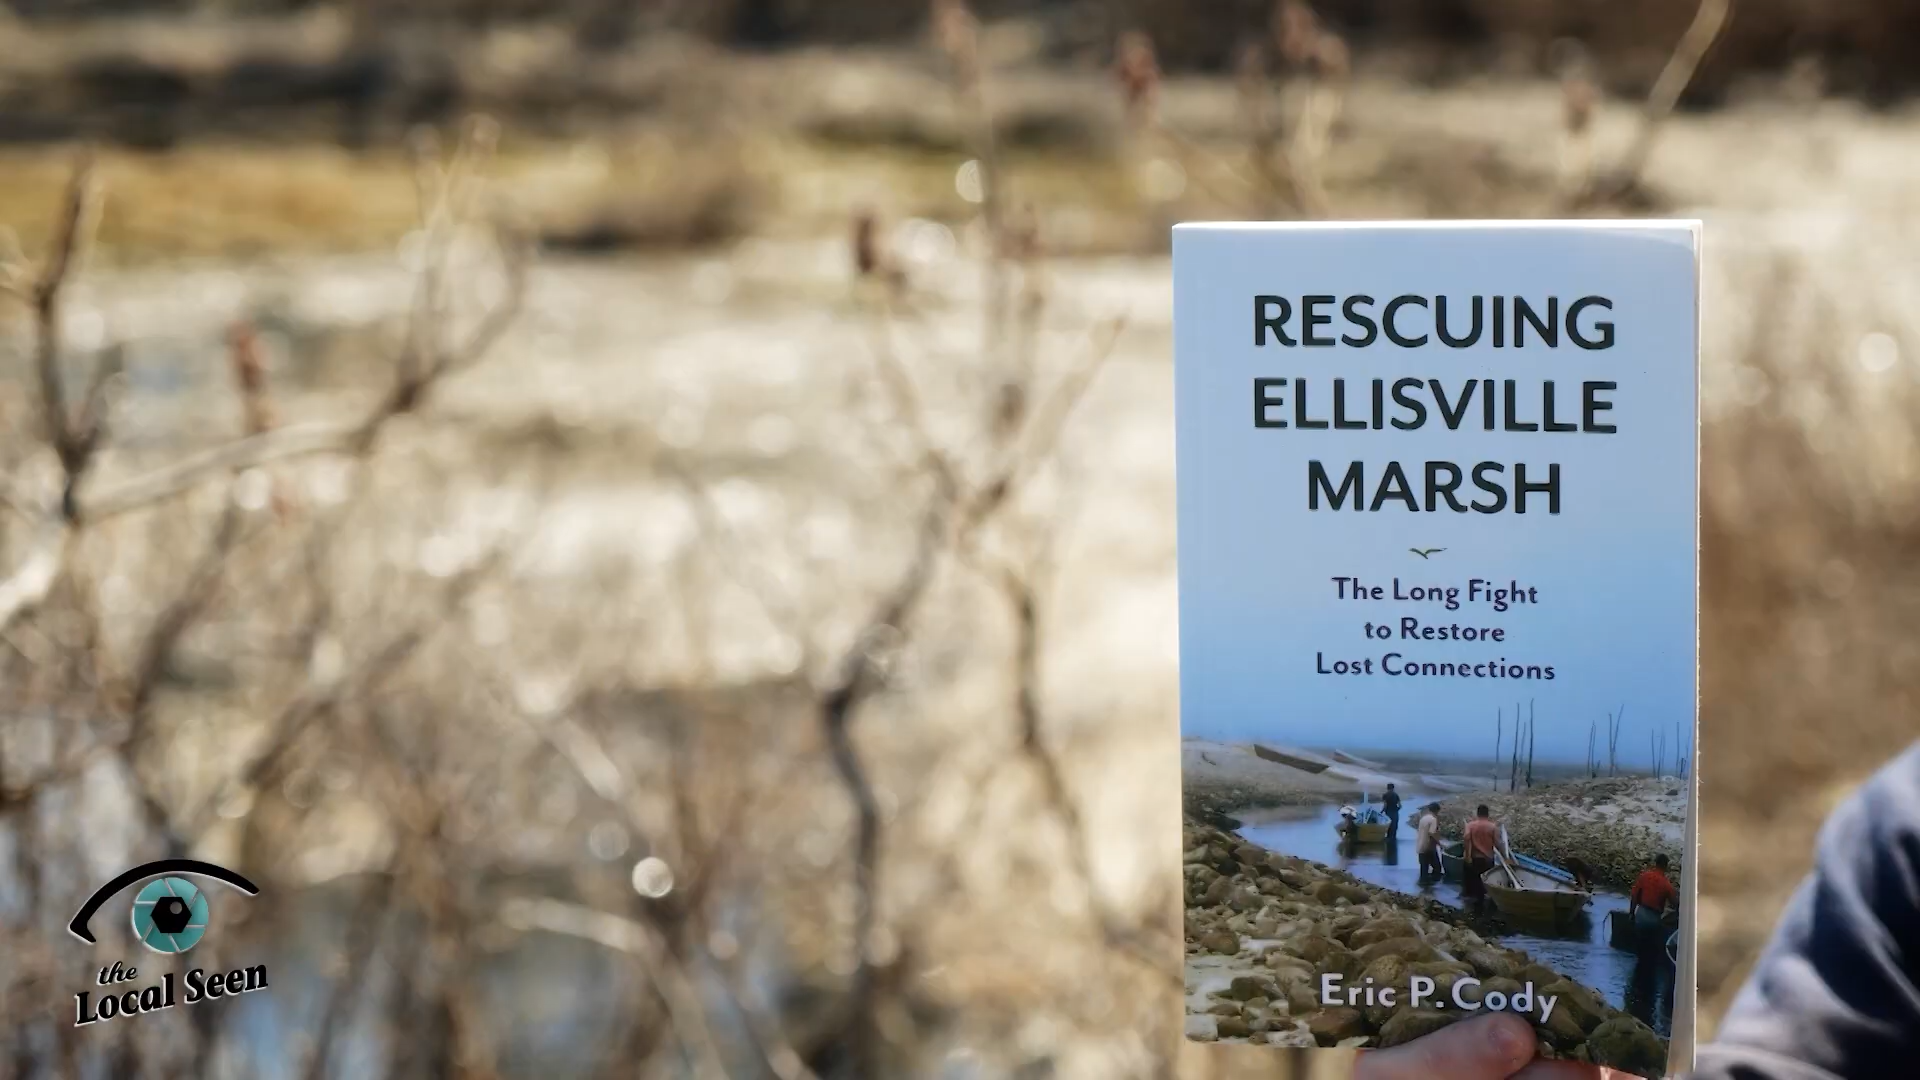 RESCUING
ELLISVILLE
MARSH
The Long Fight
to Restore
Lost Connections
Eric P. Cody
the
Local Seen